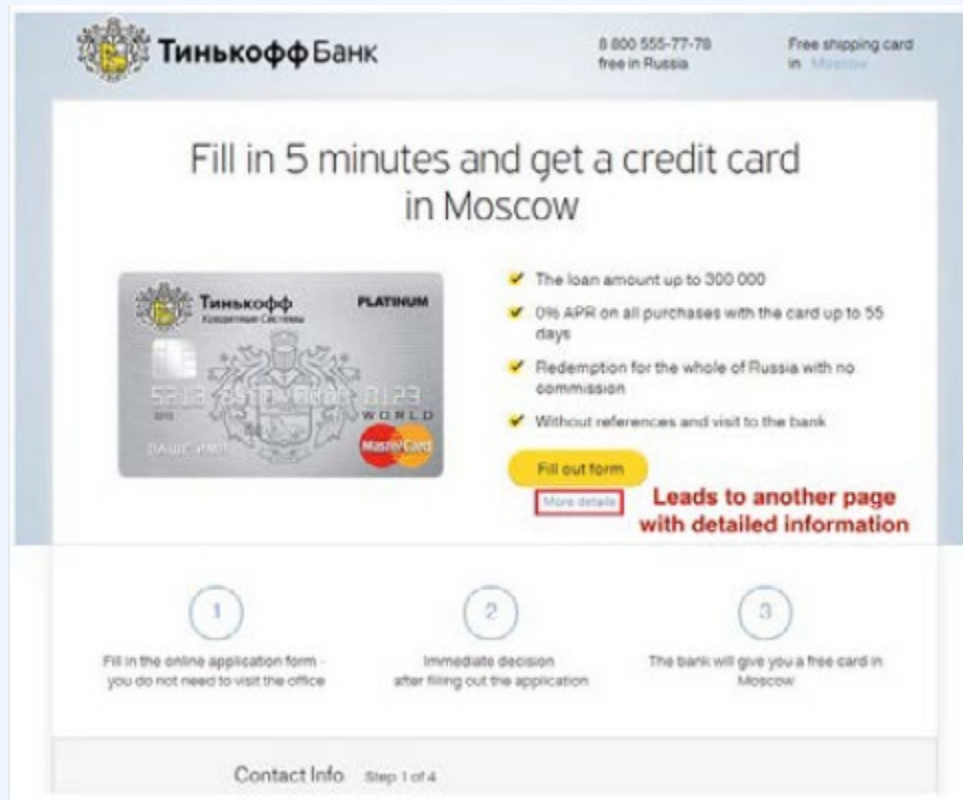 Тинькофф Банк
8 800 555-77-78
free in Russia
Free shipping card
in Moscow
Fill in 5 minutes and get a credit card
in Moscow
Тинькофф
Кредитные Системы
PLATINUM
WORLD
MasterCard
The loan amount up to 300 000
0% APR on all purchases with the card up to 55
days
Redemption for the whole of Russia with no
commission
Without references and visit to the bank
Fill out form
More details
Leads to another page
with detailed information
1
Fill in the online application form -
you do not need to visit the office
2
Immediate decision
after filling out the application
3
The bank will give you a free card in
Moscow
Contact Info Step 1 of 4